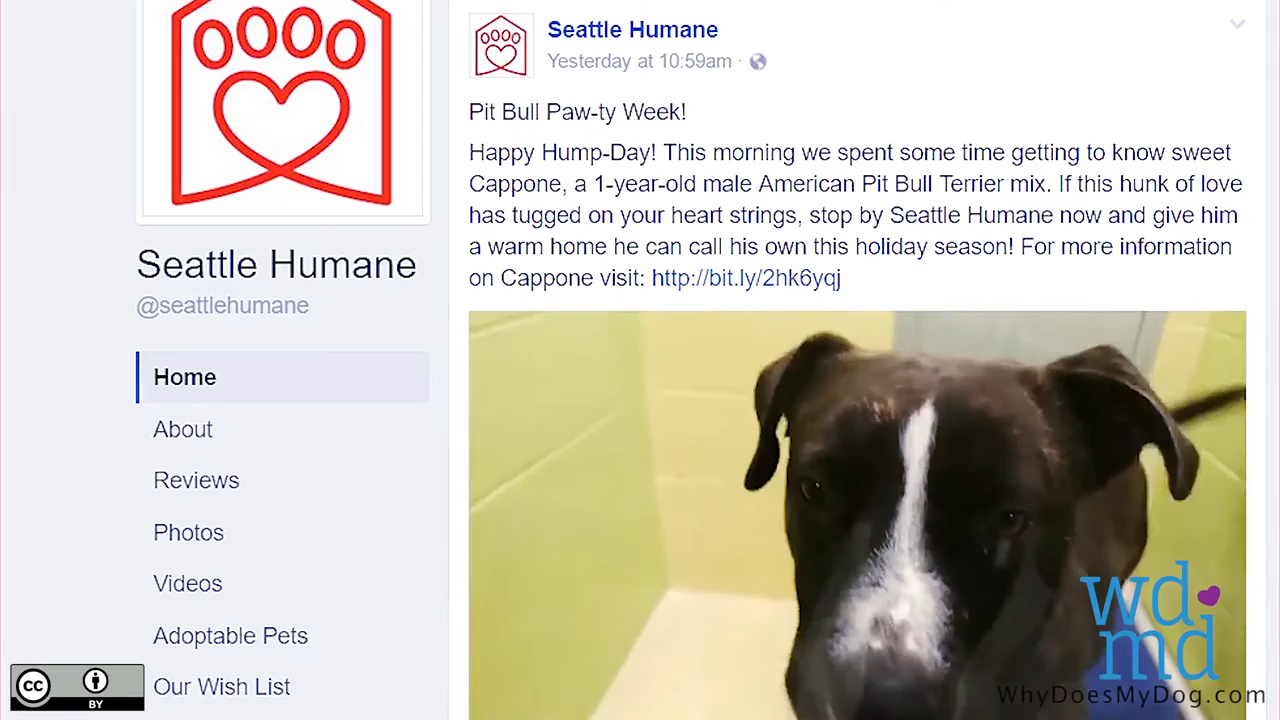 Seattle Humane
Yesterday at 10:59am ·
Pit Bull Paw-ty Week!
Happy Hump-Day! This morning we spent some time getting to know sweet
Cappone, a 1-year-old male American Pit Bull Terrier mix. If this hunk of love
has tugged on your heart strings, stop by Seattle Humane now and give him
a warm home he can call his own this holiday season! For more information
on Cappone visit: http://bit.ly/2hk6yqj
Seattle Humane
@seattlehumane
Home
About
Reviews
Photos
Videos
Adoptable Pets
Our Wish List
cc
BY
wd
md
WhyDoesMyDog.com